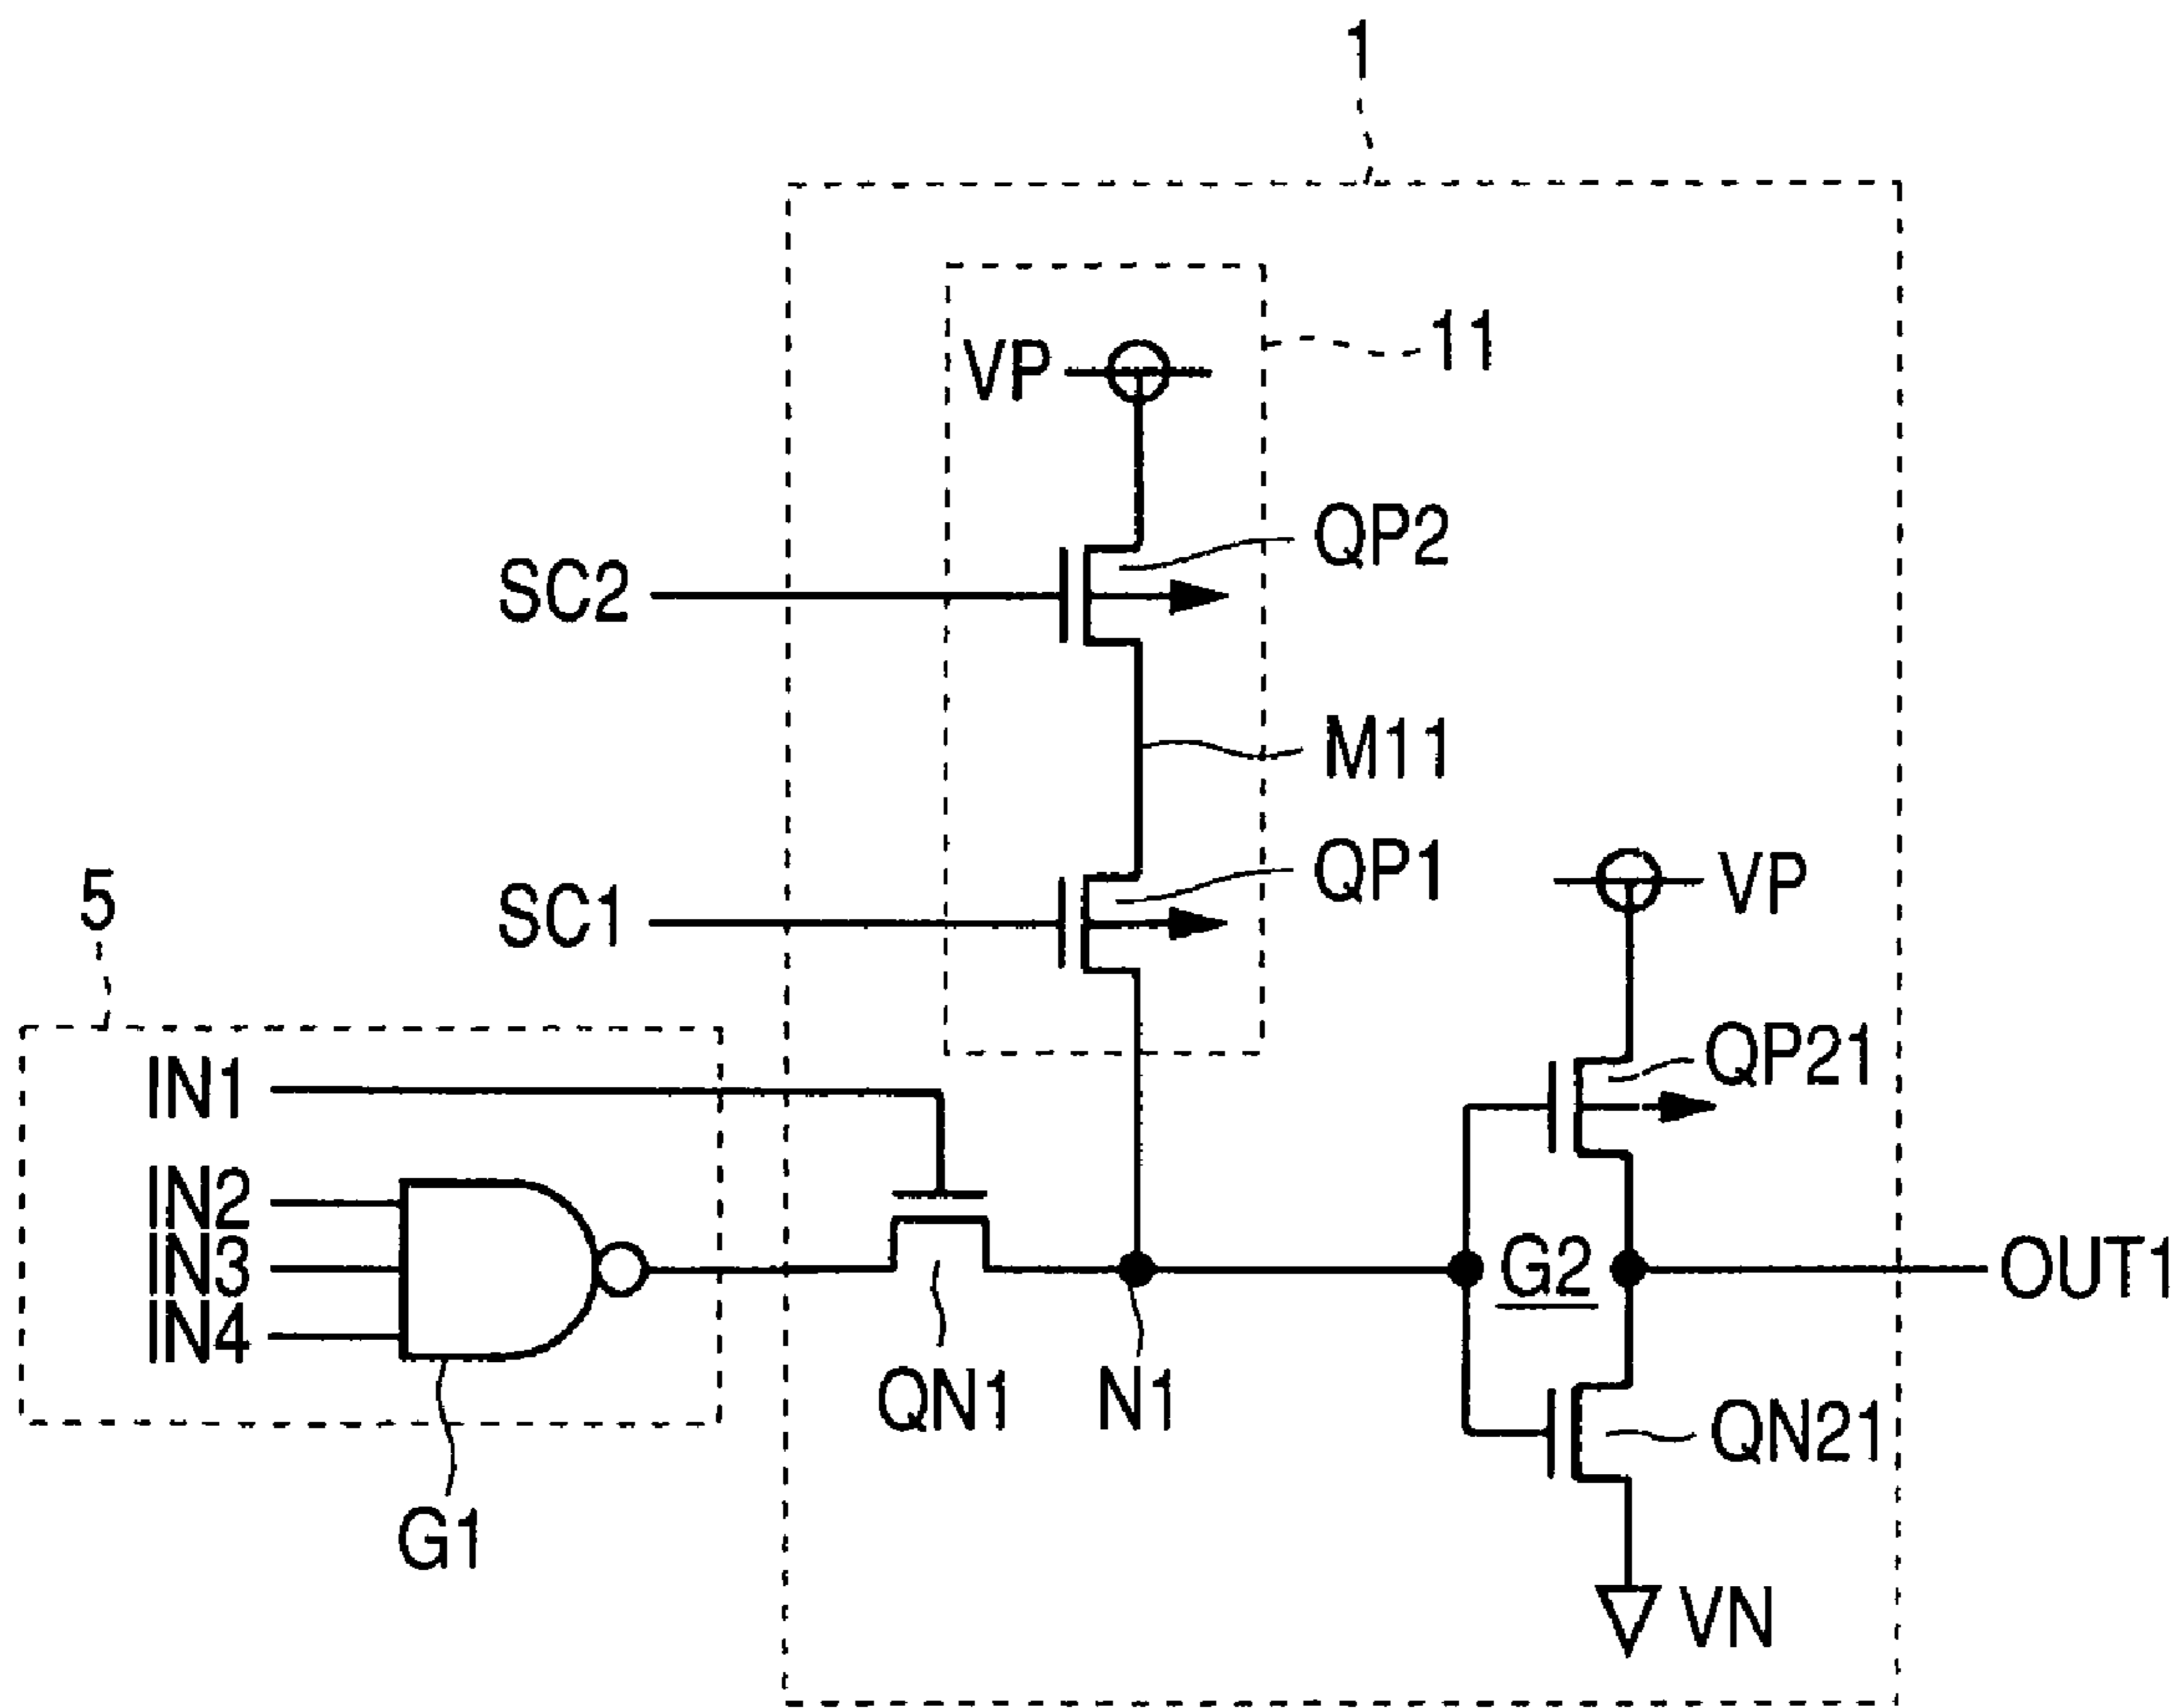 1
11
VP
QP2
SC2
M11
QP1
SC1
VP
5
QP21
IN1
IN2
IN3
IN4
G2
OUT1
QN1
N1
QN21
G1
VN